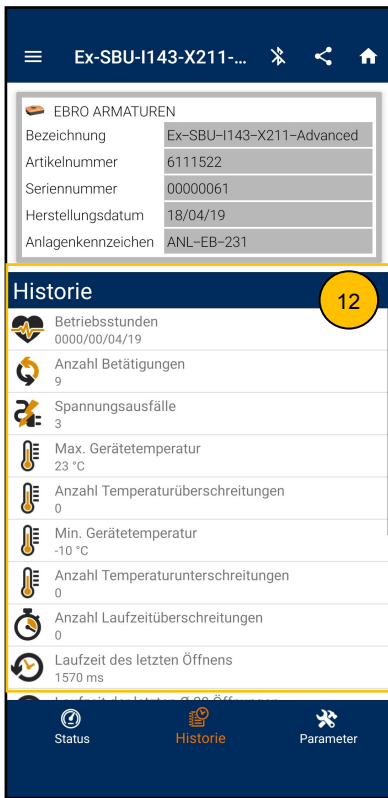 Ex-SBU-I143-X211-...
EBRO ARMATUREN
Bezeichnung Ex–SBU–I143–X211–Advanced
Artikelnummer 6111522
Seriennummer 00000061
Herstellungsdatum 18/04/19
Anlagenkennzeichen ANL–EB–231
Historie
12
Betriebsstunden
0000/00/04/19
Anzahl Betätigungen
9
Spannungsausfälle
3
Max. Gerätetemperatur
23 °C
Anzahl Temperaturüberschreitungen
0
Min. Gerätetemperatur
-10 °C
Anzahl Temperaturunterschreitungen
0
Anzahl Laufzeitüberschreitungen
0
Laufzeit des letzten Öffnens
1570 ms
Status
Historie
Parameter